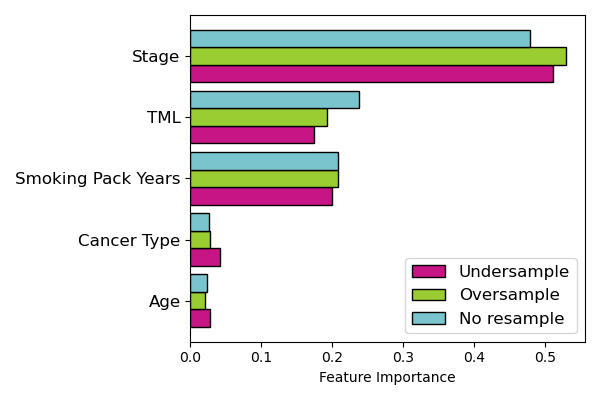 Stage
TML
Smoking Pack Years
Cancer Type
Age
Undersample
Oversample
No resample
0.0 0.1 0.2 0.3 0.4 0.5
Feature Importance